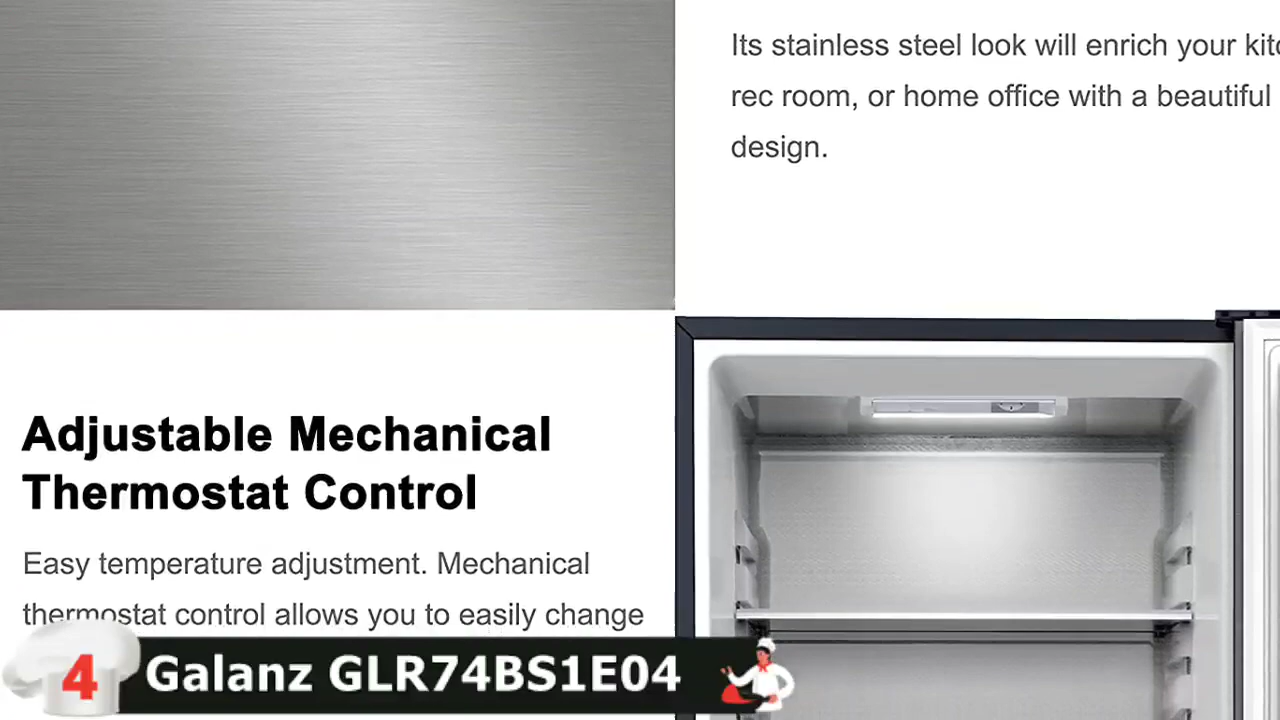 Its stainless steel look will enrich your
rec room, or home office with a beautiful
design.
Adjustable Mechanical
Thermostat Control
Easy temperature adjustment. Mechanical
thermostat control allows you to easily change
4 Galanz GLR74BS1E04